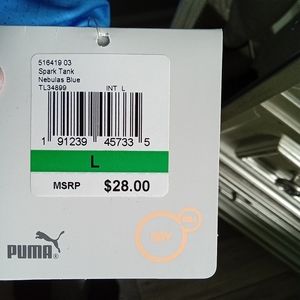 516419 03
Spark Tank
Nebulas Blue
TL34899 INT L
1 91239 45733 5
L
MSRP $28.00
PUMA®